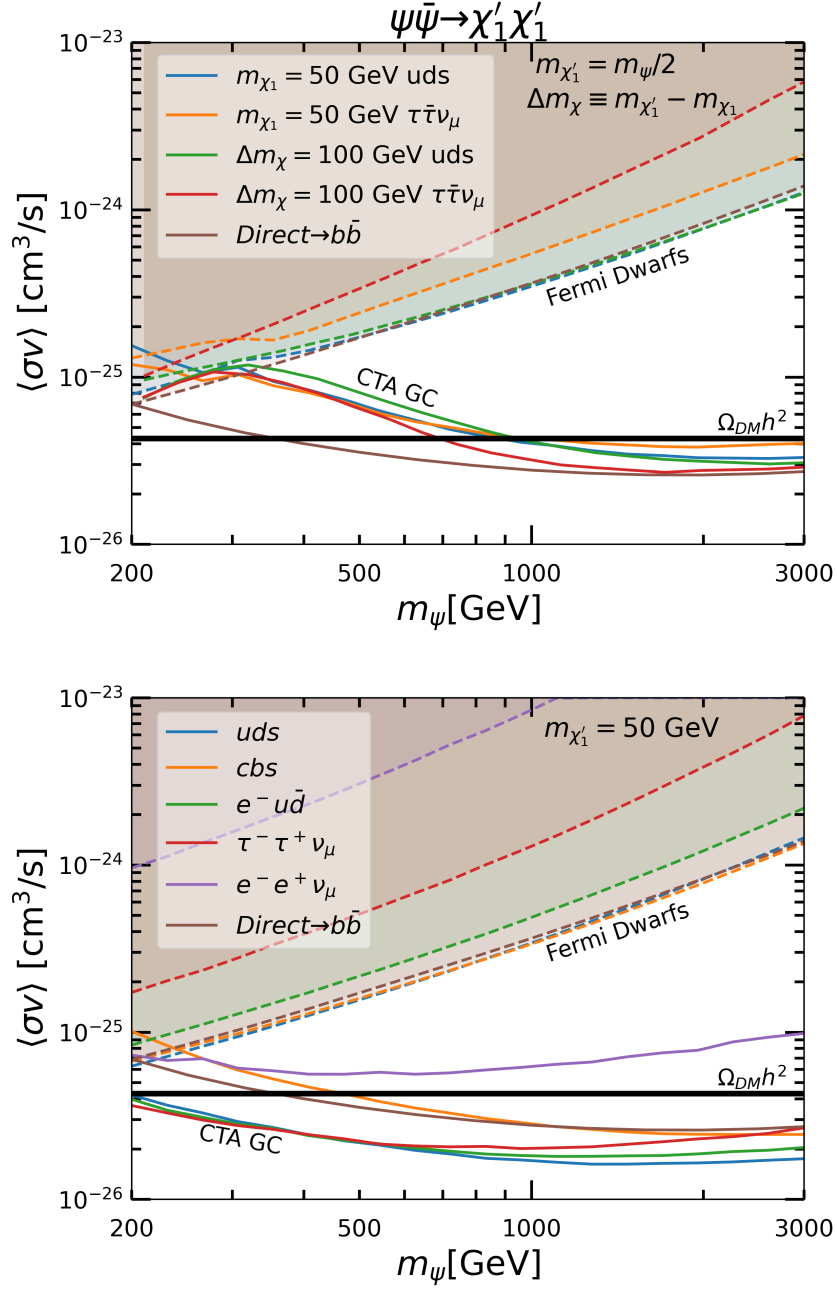 ψψ̄→χ′₁χ′₁
m_χ′₁ = m_ψ/2
Δm_χ ≡ m_χ′₁ − m_χ₁
m_χ₁ = 50 GeV uds
m_χ₁ = 50 GeV ττ̄ν_μ
Δm_χ = 100 GeV uds
Δm_χ = 100 GeV ττ̄ν_μ
Direct→bb̄
Fermi Dwarfs
CTA GC
Ω_DM h²
⟨σv⟩ [cm³/s]
10⁻²³
10⁻²⁴
10⁻²⁵
10⁻²⁶
200 500 1000 3000
m_ψ[GeV]
m_χ′₁ = 50 GeV
uds
cbs
e⁻ud̄
τ⁻τ⁺ν_μ
e⁻e⁺ν_μ
Direct→bb̄
Fermi Dwarfs
Ω_DM h²
CTA GC
⟨σv⟩ [cm³/s]
10⁻²³
10⁻²⁴
10⁻²⁵
10⁻²⁶
200 500 1000 3000
m_ψ[GeV]